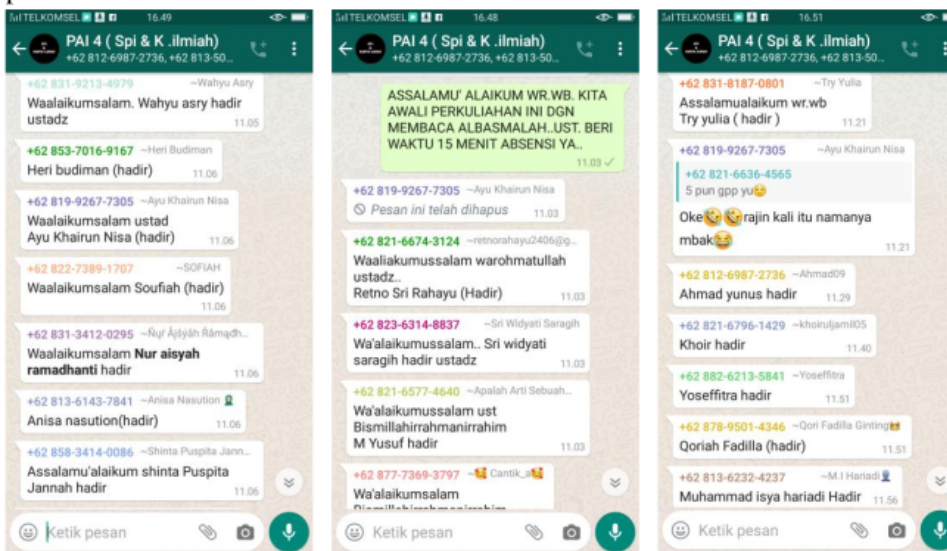 TELKOMSEL 16.49
PAI 4 ( Spi & K .ilmiah)
+62 812-6987-2736, +62 813-50...
+62 831-9213-4979 ~Wahyu Asry
Waalaikumsalam. Wahyu asry hadir
ustadz 11.05
+62 853-7016-9167 ~Heri Budiman
Heri budiman (hadir) 11.06
+62 819-9267-7305 ~Ayu Khairun Nisa
Waalaikumsalam ustad
Ayu Khairun Nisa (hadir) 11.06
+62 822-7389-1707 ~SOFIAH
Waalaikumsalam Soufiah (hadir)
11.06
+62 831-3412-0295
Waalaikumsalam Nur aisyah
ramadhanti hadir 11.06
+62 813-6143-7841 ~Anisa Nasution
Anisa nasution(hadir) 11.06
+62 858-3414-0086 ~Shinta Puspita Jann...
Assalamu'alaikum shinta Puspita
Jannah hadir 11.06
Ketik pesan
TELKOMSEL 16.48
PAI 4 ( Spi & K .ilmiah)
+62 812-6987-2736, +62 813-50...
ASSALAMU' ALAIKUM WR.WB. KITA
AWALI PERKULIAHAN INI DGN
MEMBACA ALBASMALAH..UST. BERI
WAKTU 15 MENIT ABSENSI YA..
11.03
+62 819-9267-7305 ~Ayu Khairun Nisa
Pesan ini telah dihapus 11.03
+62 821-6674-3124 ~retnorahayu2406@g...
Waaliakumussalam warohmatullah
ustadz..
Retno Sri Rahayu (Hadir) 11.03
+62 823-6314-8837 ~Sri Widyati Saragih
Wa'alaikumussalam.. Sri widyati
saragih hadir ustadz 11.03
+62 821-6577-4640 ~Apalah Arti Sebuah...
Wa'alaikumussalam ust
Bismillahirrahmanirrahim
M Yusuf hadir 11.03
+62 877-7369-3797 ~🥰 Cantik_a🥰
Wa'alaikumsalam
Bismillahirrahmanirrahim
Ketik pesan
TELKOMSEL 16.51
PAI 4 ( Spi & K .ilmiah)
+62 812-6987-2736, +62 813-50...
+62 831-8187-0801 ~Try Yulia
Assalamualaikum wr.wb
Try yulia ( hadir ) 11.21
+62 819-9267-7305 ~Ayu Khairun Nisa
+62 821-6636-4565
5 pun gpp yu😊
Oke🤣🤣rajin kali itu namanya
mbak😂 11.21
+62 812-6987-2736 ~Ahmad09
Ahmad yunus hadir 11.29
+62 821-6796-1429 ~khoiruljamil05
Khoir hadir 11.40
+62 882-6213-5841 ~Yoseffitra
Yoseffitra hadir 11.51
+62 878-9501-4346 ~Qori Fadilla Ginting
Qoriah Fadilla (hadir) 11.51
+62 813-6232-4237 ~M.I Hariadi
Muhammad isya hariadi Hadir 11.56
Ketik pesan